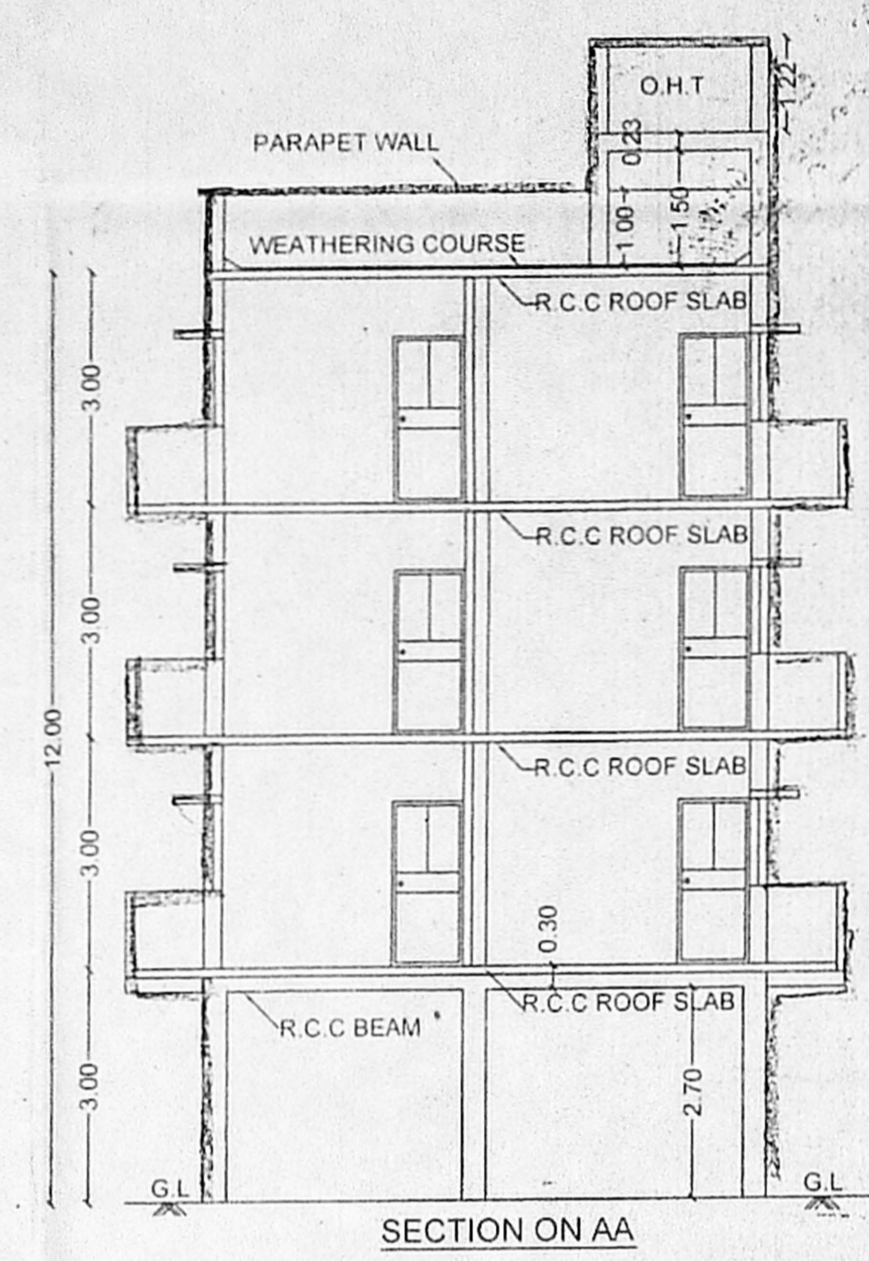 O.H.T
1.22
PARAPET WALL
0.23
1.00
1.50
WEATHERING COURSE
R.C.C ROOF SLAB
3.00
R.C.C ROOF SLAB
3.00
12.00
R.C.C ROOF SLAB
3.00
0.30
R.C.C ROOF SLAB
R.C.C BEAM
3.00
2.70
G.L
G.L
SECTION ON AA